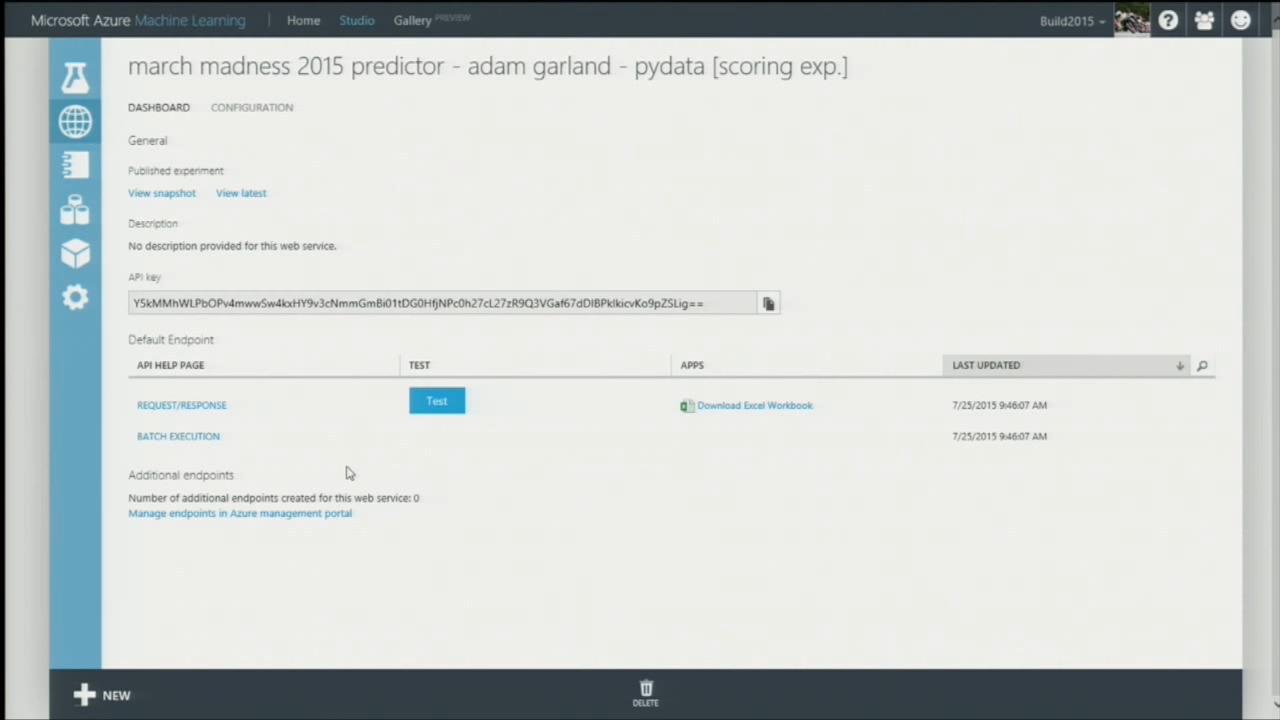 Microsoft Azure Machine Learning | Home Studio Gallery PREVIEW Build2015
march madness 2015 predictor - adam garland - pydata [scoring exp.]
DASHBOARD CONFIGURATION
General
Published experiment
View snapshot View latest
Description
No description provided for this web service.
API key
Default Endpoint
API HELP PAGE TEST APPS LAST UPDATED
REQUEST/RESPONSE Test Download Excel Workbook 7/25/2015 9:46:07 AM
BATCH EXECUTION 7/25/2015 9:46:07 AM
Additional endpoints
Number of additional endpoints created for this web service: 0
Manage endpoints in Azure management portal
NEW DELETE